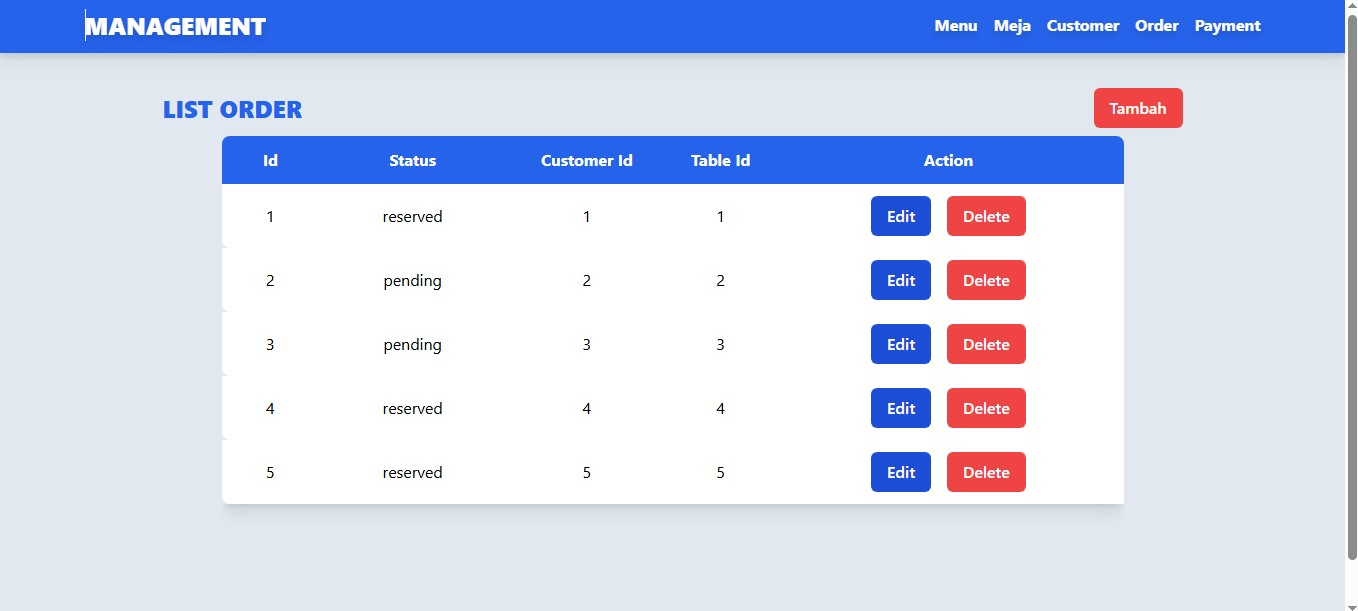 MANAGEMENT Menu Meja Customer Order Payment
LIST ORDER Tambah
Id Status Customer Id Table Id Action
1 reserved 1 1 Edit Delete
2 pending 2 2 Edit Delete
3 pending 3 3 Edit Delete
4 reserved 4 4 Edit Delete
5 reserved 5 5 Edit Delete